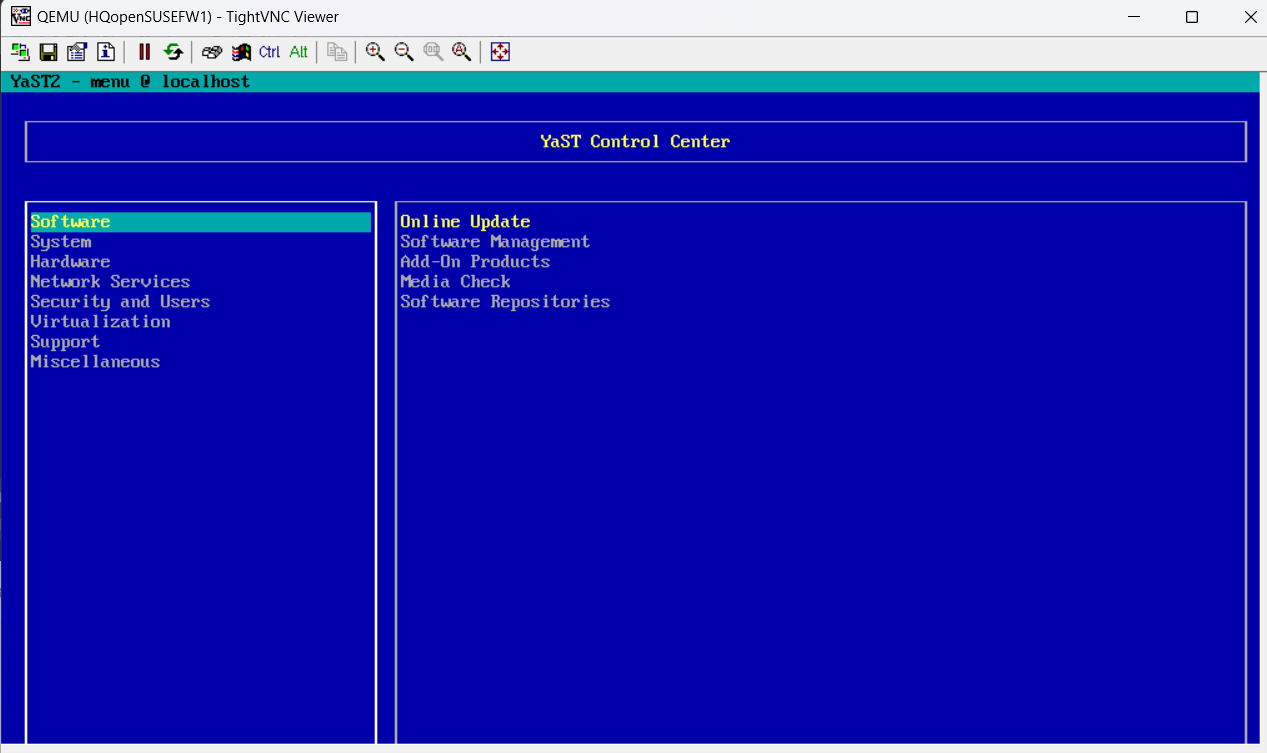 QEMU (HQopenSUSEFW1) - TightVNC Viewer
Ctrl Alt
YaST2 - menu @ localhost
YaST Control Center
Software
System
Hardware
Network Services
Security and Users
Virtualization
Support
Miscellaneous
Online Update
Software Management
Add-On Products
Media Check
Software Repositories